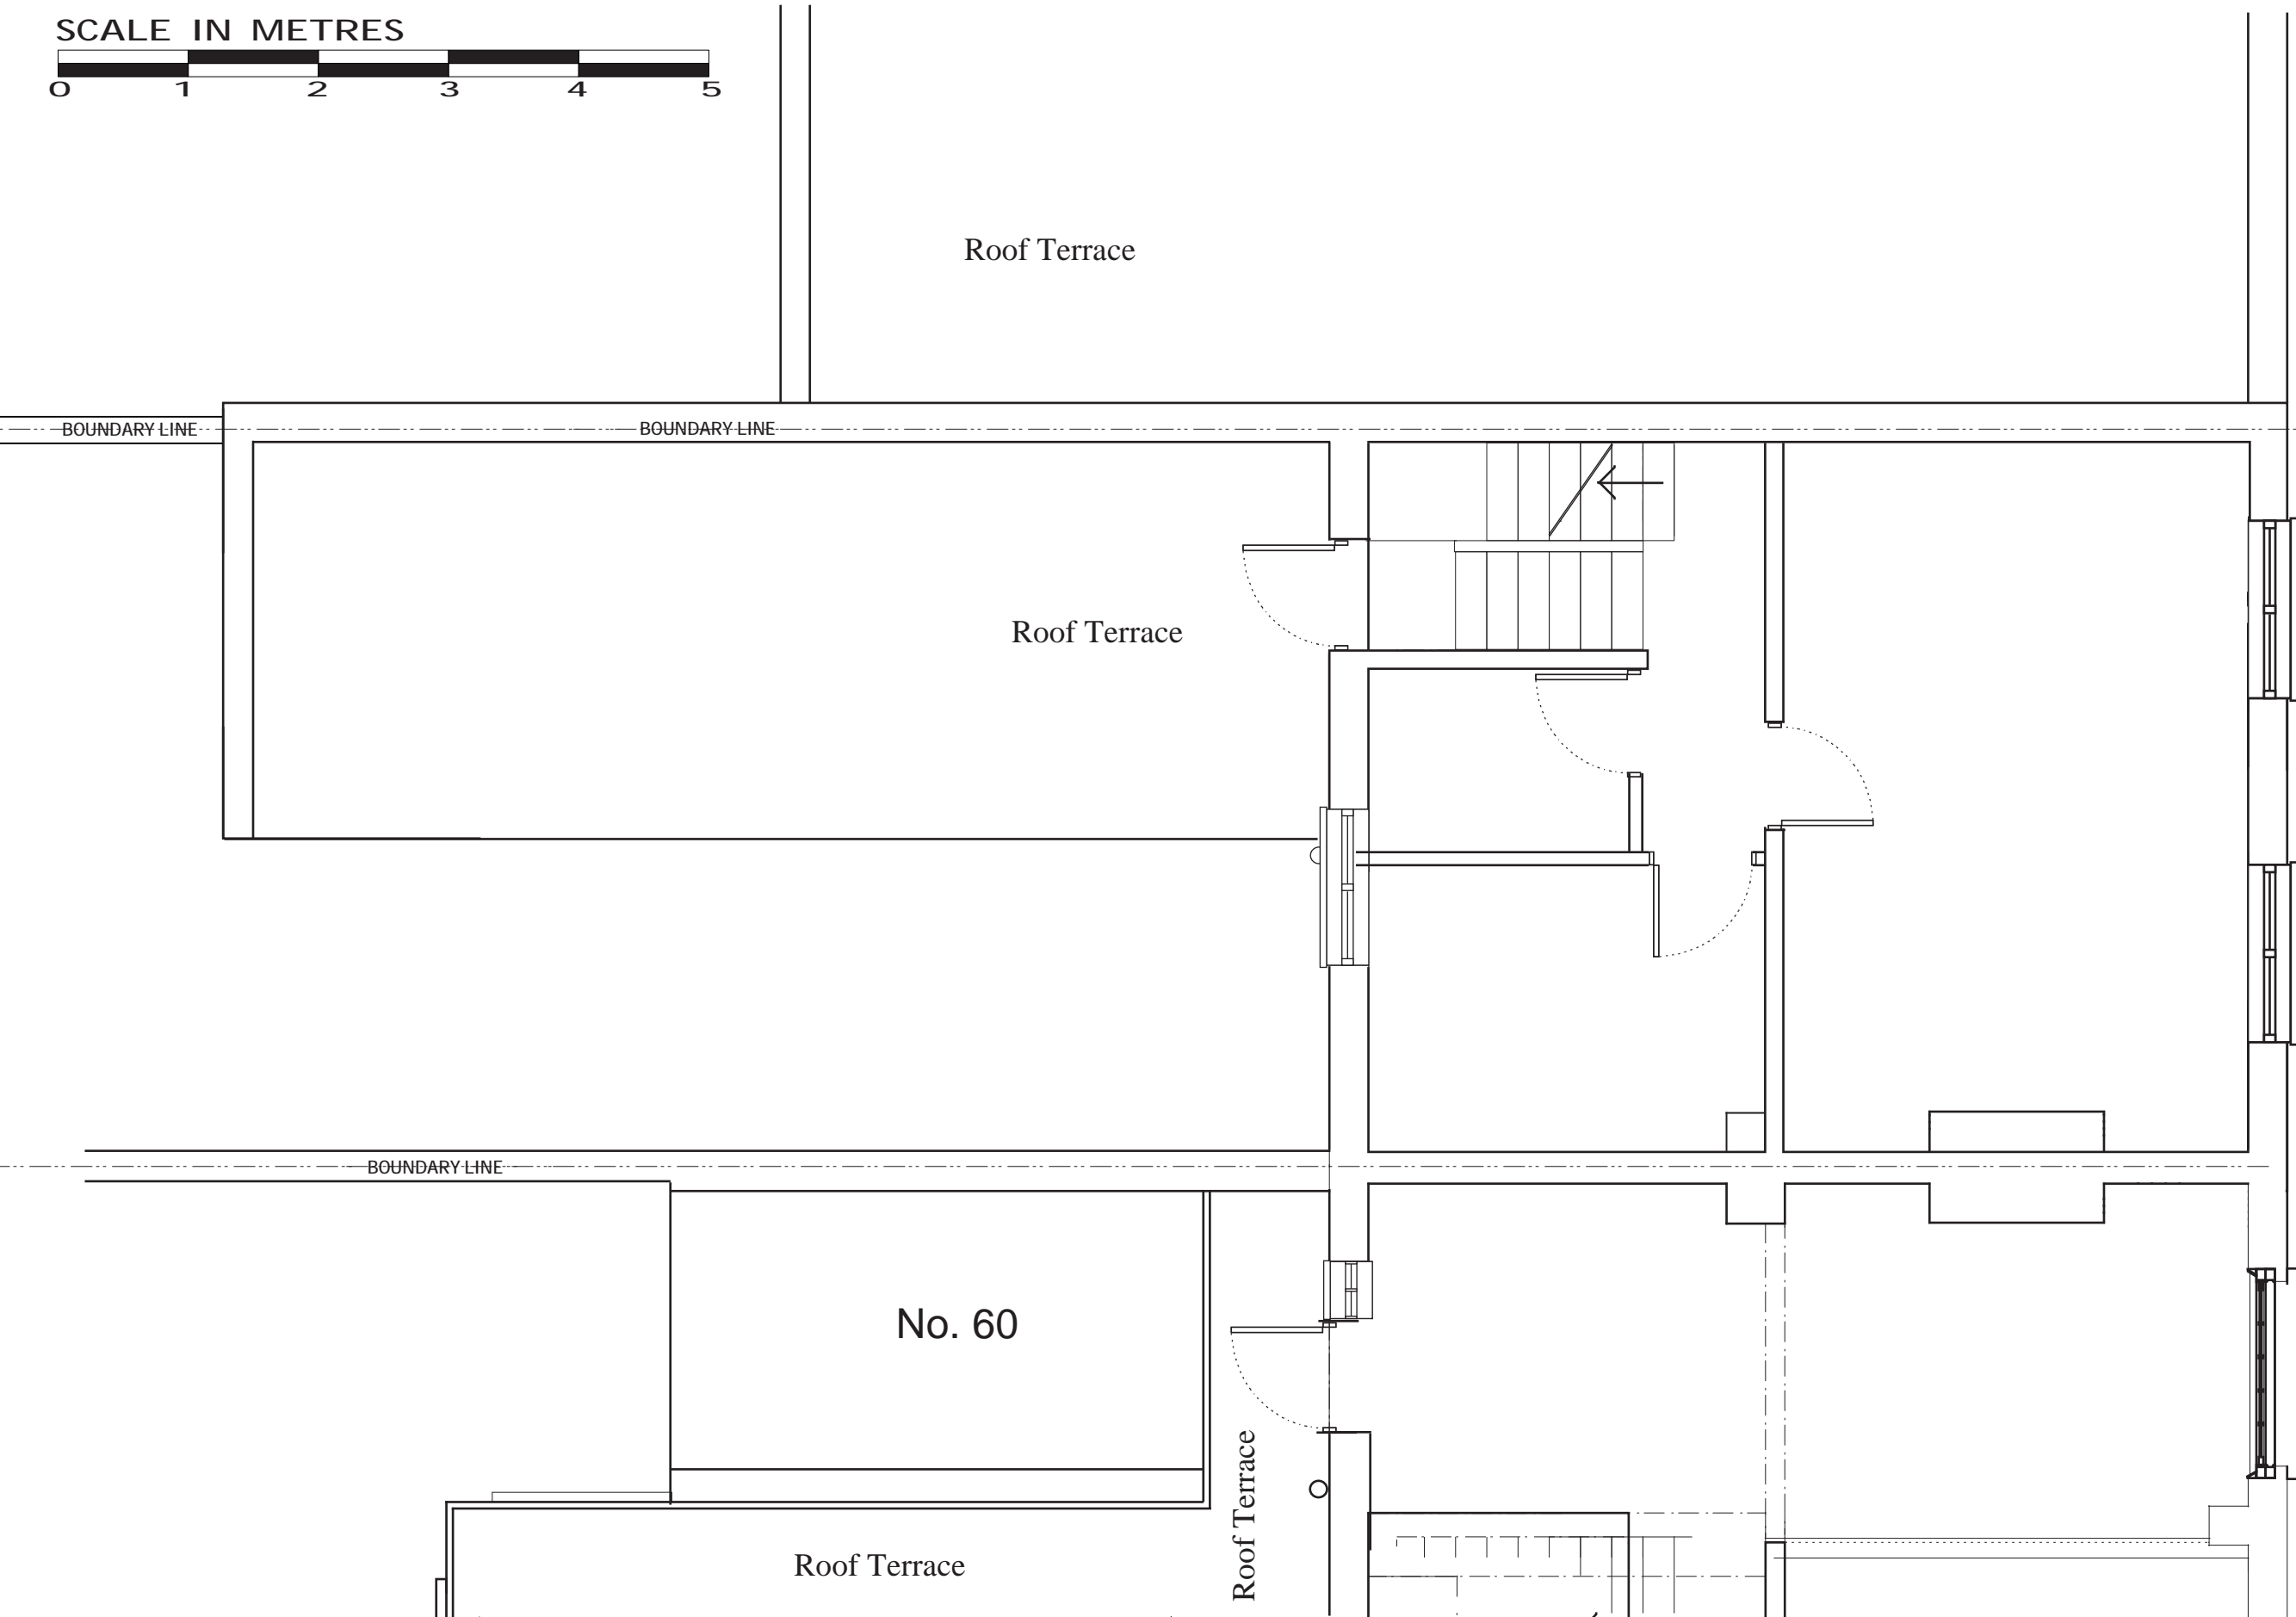 SCALE IN METRES
0 1 2 3 4 5
Roof Terrace
BOUNDARY LINE
BOUNDARY LINE
Roof Terrace
BOUNDARY LINE
No. 60
Roof Terrace
Roof Terrace